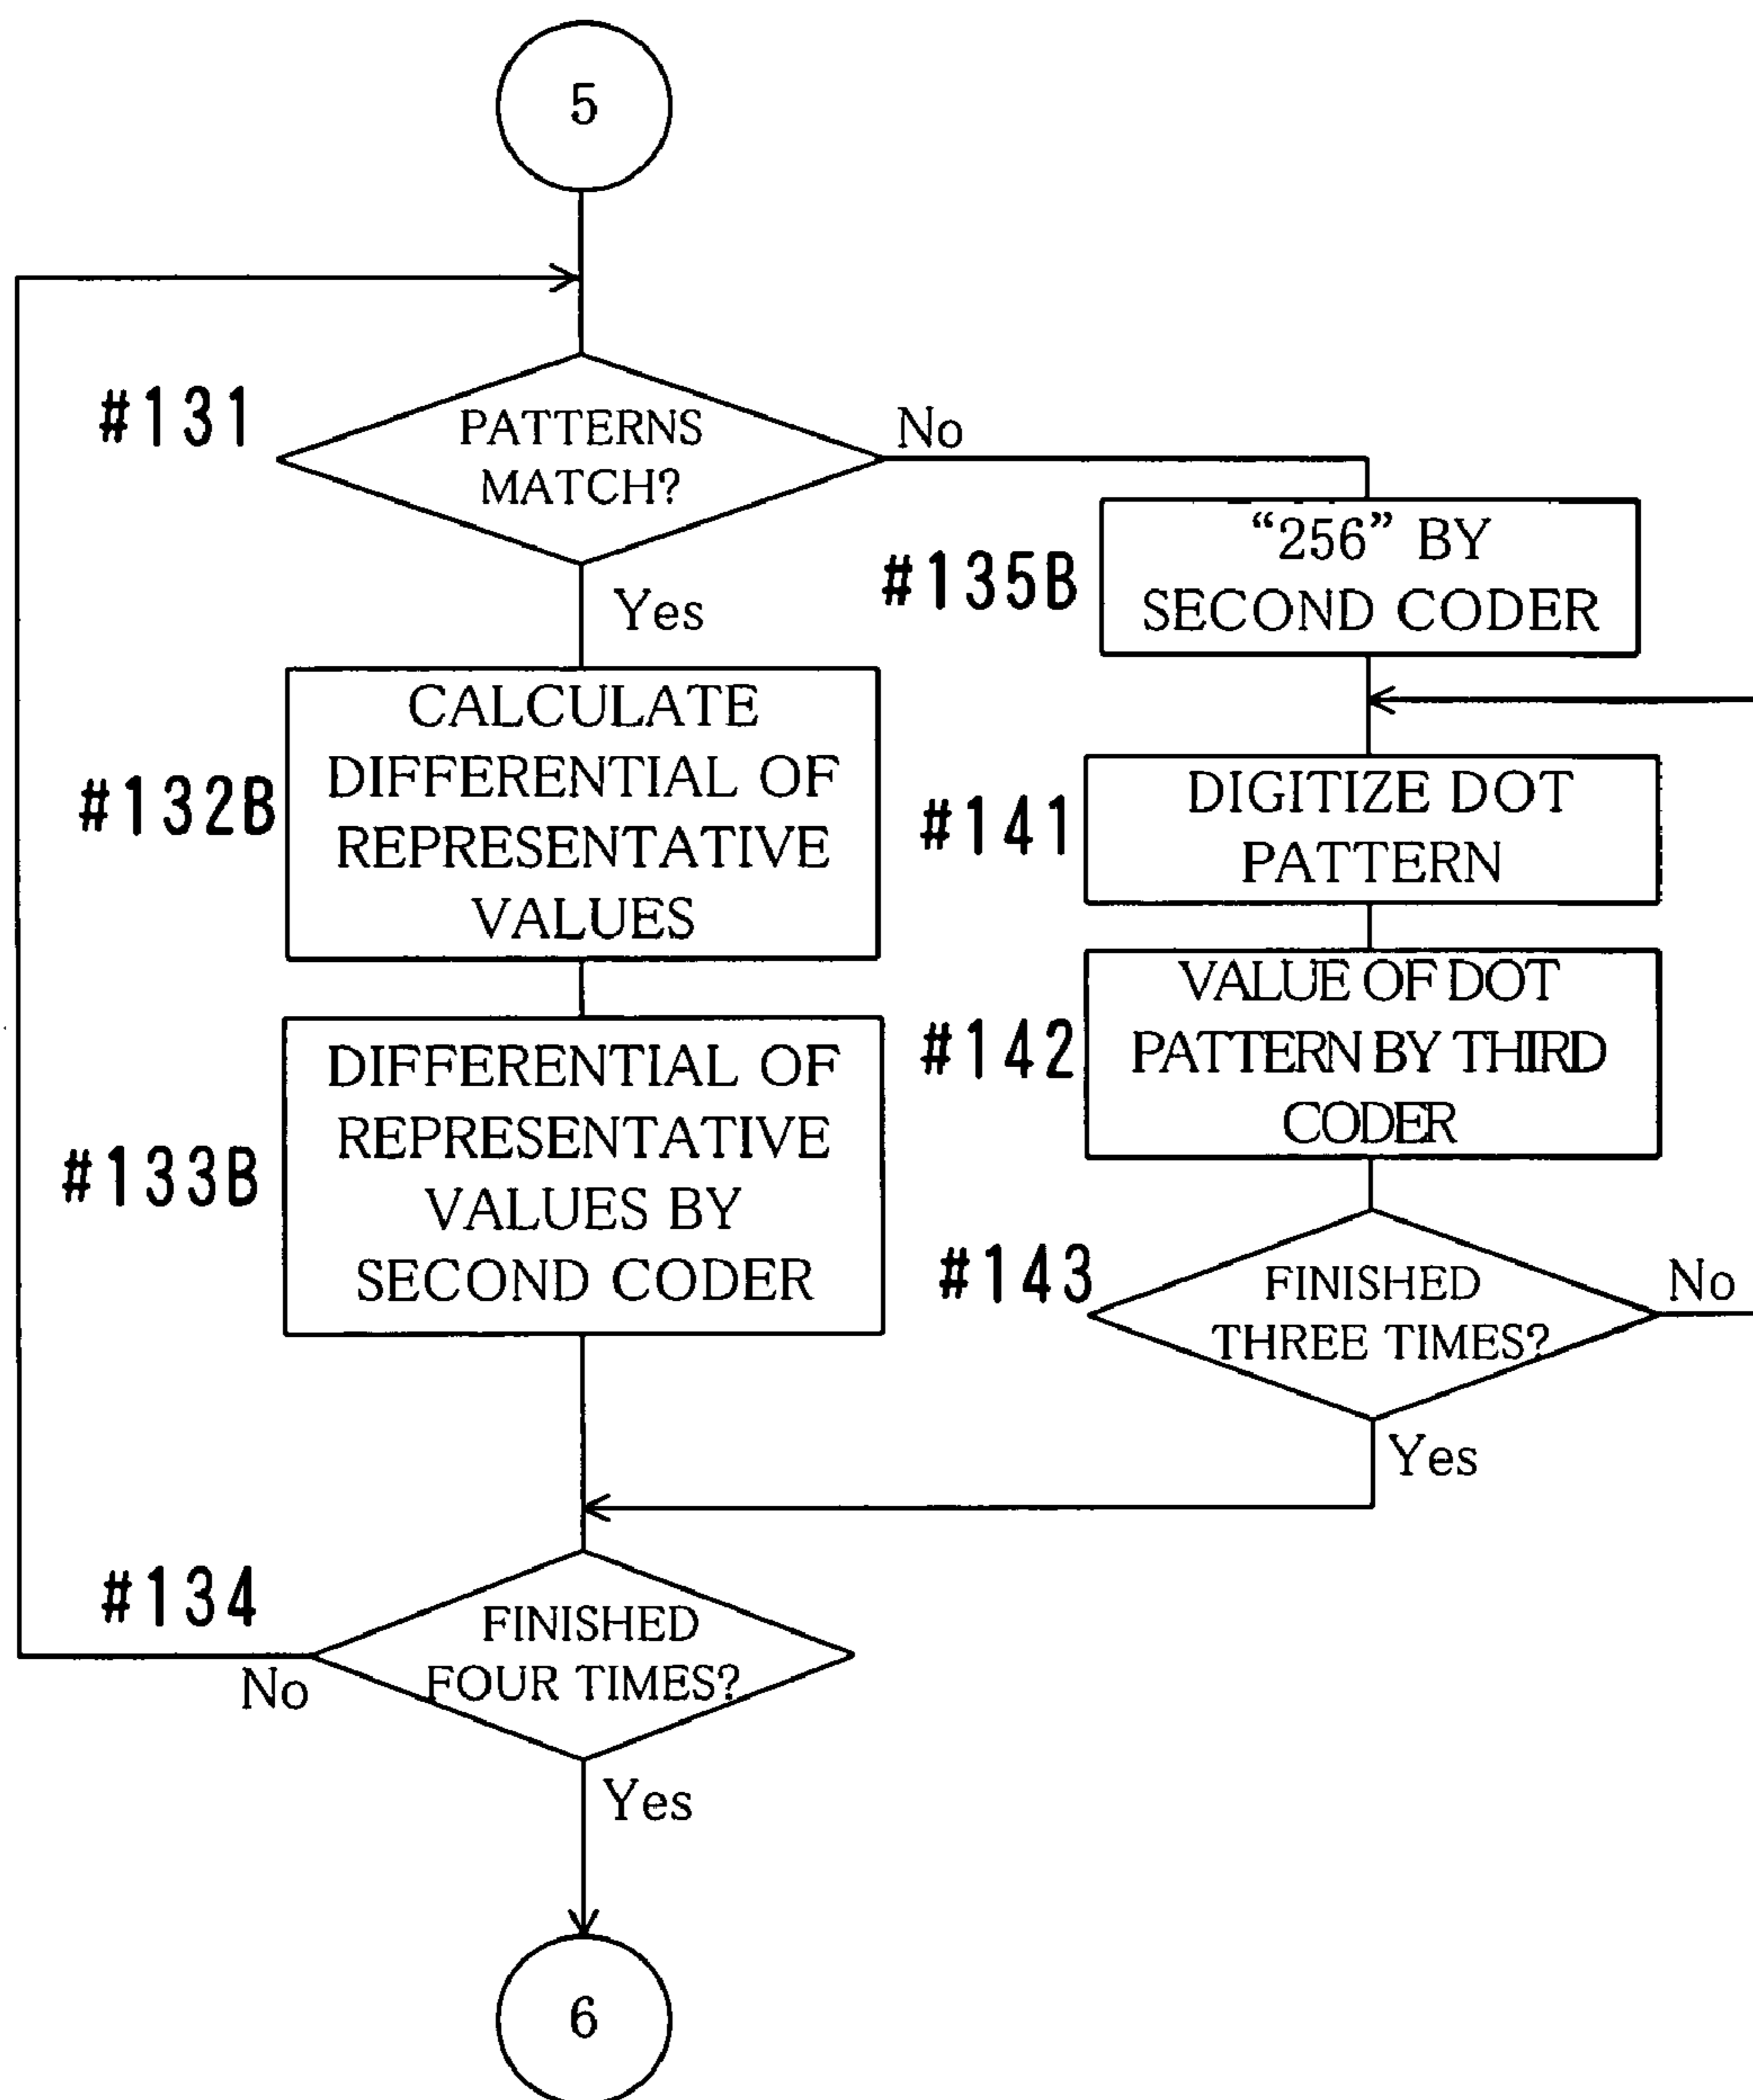 5
#131
PATTERNS
MATCH?
No
Yes
#135B
“256” BY
SECOND CODER
#132B
CALCULATE
DIFFERENTIAL OF
REPRESENTATIVE
VALUES
#141
DIGITIZE DOT
PATTERN
#142
VALUE OF DOT
PATTERN BY THIRD
CODER
#133B
DIFFERENTIAL OF
REPRESENTATIVE
VALUES BY
SECOND CODER
#143
FINISHED
THREE TIMES?
No
Yes
#134
FINISHED
FOUR TIMES?
No
Yes
6